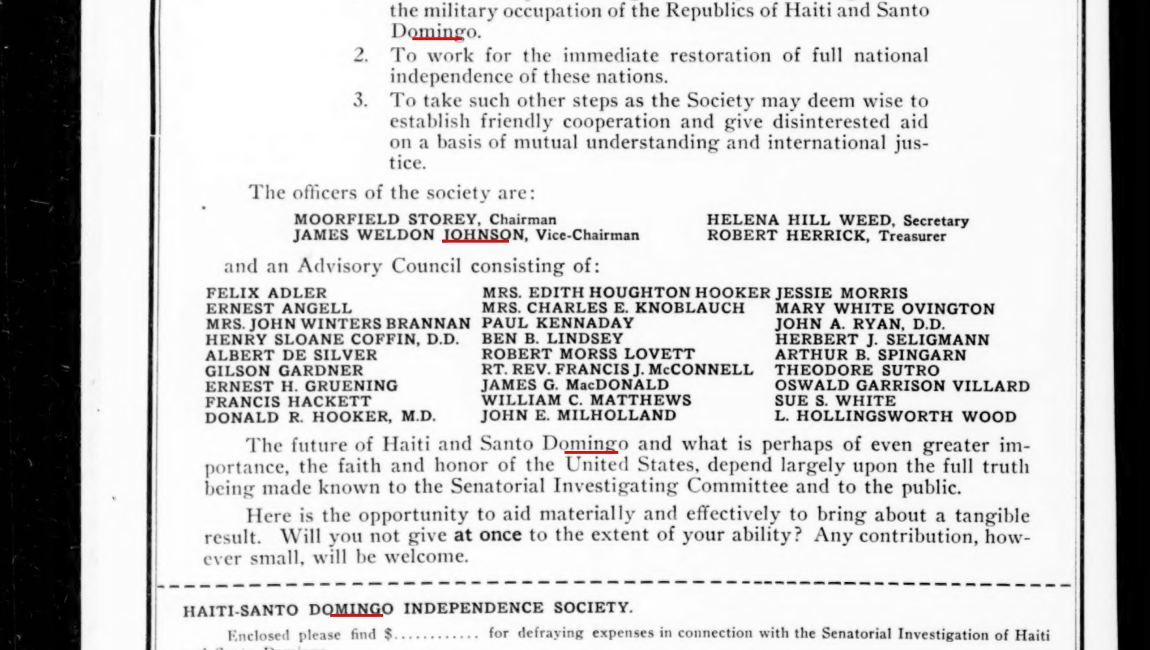 the military occupation of the Republics of Haiti and Santo
Domingo.
2. To work for the immediate restoration of full national
independence of these nations.
3. To take such other steps as the Society may deem wise to
establish friendly cooperation and give disinterested aid
on a basis of mutual understanding and international jus-
tice.
The officers of the society are:
MOORFIELD STOREY, Chairman HELENA HILL WEED, Secretary
JAMES WELDON JOHNSON, Vice-Chairman ROBERT HERRICK, Treasurer
and an Advisory Council consisting of:
FELIX ADLER MRS. EDITH HOUGHTON HOOKER JESSIE MORRIS
ERNEST ANGELL MRS. CHARLES E. KNOBLAUCH MARY WHITE OVINGTON
MRS. JOHN WINTERS BRANNAN PAUL KENNADAY JOHN A. RYAN, D.D.
HENRY SLOANE COFFIN, D.D. BEN B. LINDSEY HERBERT J. SELIGMANN
ALBERT DE SILVER ROBERT MORSS LOVETT ARTHUR B. SPINGARN
GILSON GARDNER RT. REV. FRANCIS J. McCONNELL THEODORE SUTRO
ERNEST H. GRUENING JAMES G. MacDONALD OSWALD GARRISON VILLARD
FRANCIS HACKETT WILLIAM C. MATTHEWS SUE S. WHITE
DONALD R. HOOKER, M.D. JOHN E. MILHOLLAND L. HOLLINGSWORTH WOOD
The future of Haiti and Santo Domingo and what is perhaps of even greater im-
portance, the faith and honor of the United States, depend largely upon the full truth
being made known to the Senatorial Investigating Committee and to the public.
Here is the opportunity to aid materially and effectively to bring about a tangible
result. Will you not give at once to the extent of your ability? Any contribution, how-
ever small, will be welcome.
HAITI-SANTO DOMINGO INDEPENDENCE SOCIETY.
Enclosed please find $............ for defraying expenses in connection with the Senatorial Investigation of Haiti